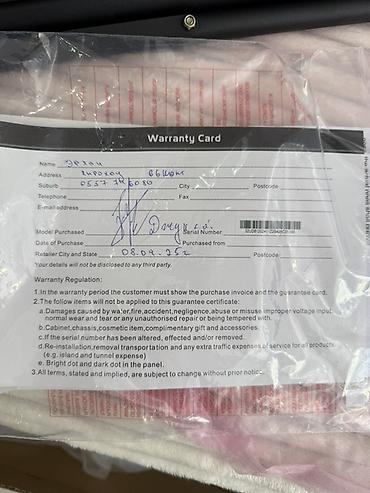 Warranty Card
Name Эрхан
Address
Suburb City Postcode
Telephone Fax
E-mail address
Model Purchased Serial Number
Date of Purchase Purchased from
Retailer City and State 08.09.25г
Your details will not be disclosed to any third party.
Warranty Regulation:
1.In the warranty period the customer must show the purchase invoice and the guarantee card.
2.The follow items will not be applied to this guarantee certificate:
a.Damages caused by water,fire,accident,negligence,abuse or misuse improper voltage input normal wear and tear or any unauthorised repair or being tempered with.
b.Cabinet,chassis,cosmetic item,complimentary gift and accessories.
c.If the serial number has been altered, effected and/or removed.
d.Re-installation,removal transportation and any extra traffic expenses of service for all products
(e.g. island and tunnel expense)
e. Bright dot and dark dot in the panel.
3.All terms, stated and implied, are subject to change without prior notice.